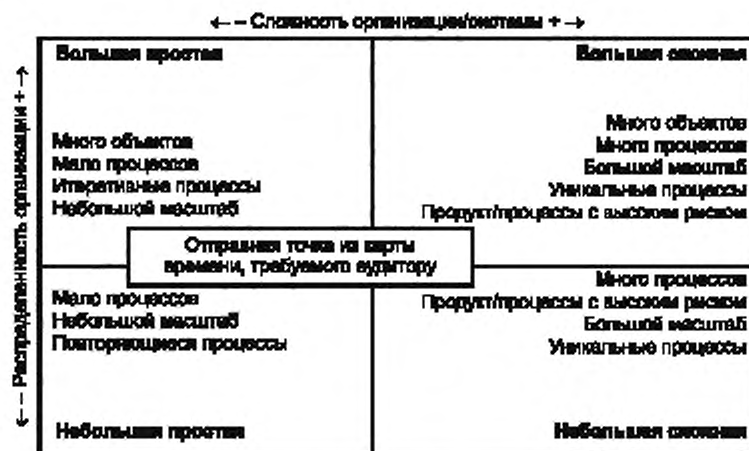 ← – Сложность организации/системы + →
← – Распределенность организации + →
Большая простая
Много объектов
Мало процессов
Итеративные процессы
Небольшой масштаб
Большая сложная
Много объектов
Много процессов
Большой масштаб
Уникальные процессы
Продукт/процессы с высоким риском
Отправная точка из карты
времени, требуемого аудитору
Мало процессов
Небольшой масштаб
Повторяющиеся процессы
Небольшая простая
Много процессов
Продукт/процессы с высоким риском
Большой масштаб
Уникальные процессы
Небольшая сложная